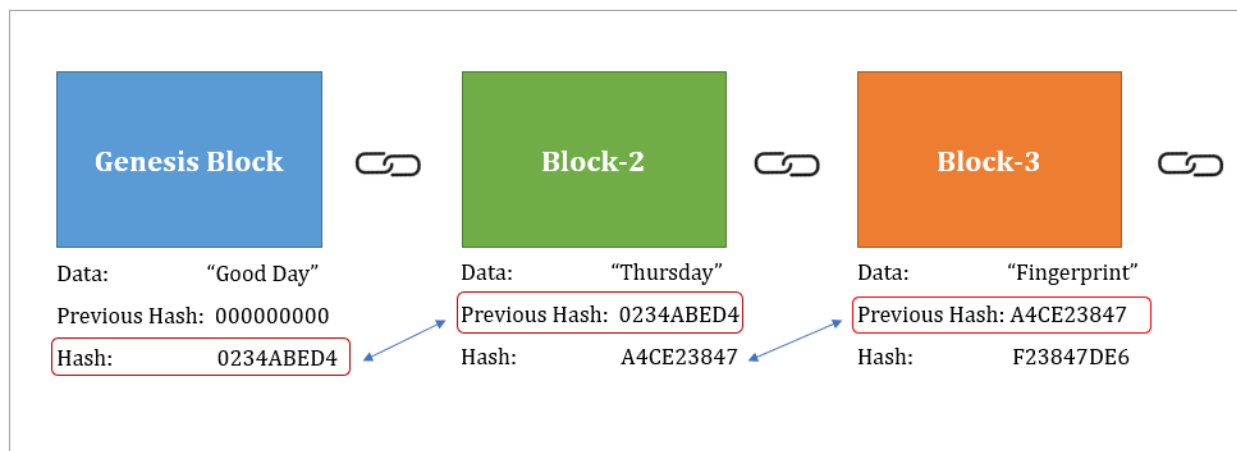 Genesis Block
Block-2
Block-3
Data: “Good Day”
Previous Hash: 000000000
Hash: 0234ABED4
Data: “Thursday”
Previous Hash: 0234ABED4
Hash: A4CE23847
Data: “Fingerprint”
Previous Hash: A4CE23847
Hash: F23847DE6